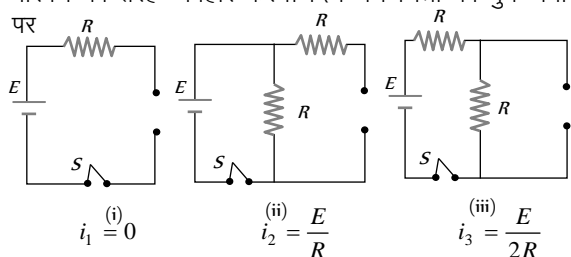 पर
R
E
S
(i)
i₁ = 0
R
E
R
S
(ii)
i₂ = E/R
R
E
R
S
(iii)
i₃ = E/2R